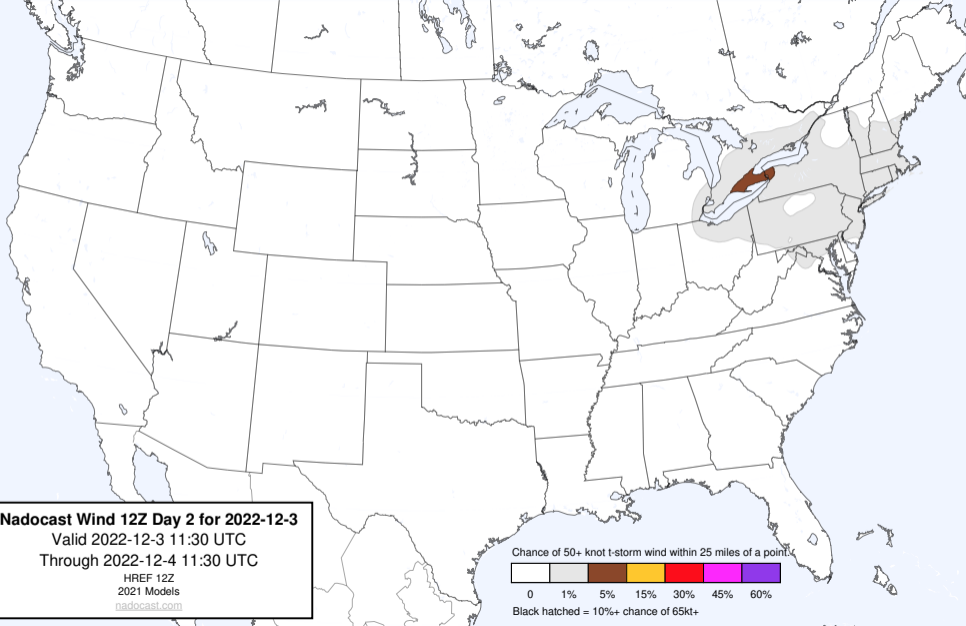 Nadocast Wind 12Z Day 2 for 2022-12-3
Valid 2022-12-3 11:30 UTC
Through 2022-12-4 11:30 UTC
HREF 12Z
2021 Models
nadocast.com
Chance of 50+ knot t-storm wind within 25 miles of a point.
0 1% 5% 15% 30% 45% 60%
Black hatched = 10%+ chance of 65kt+